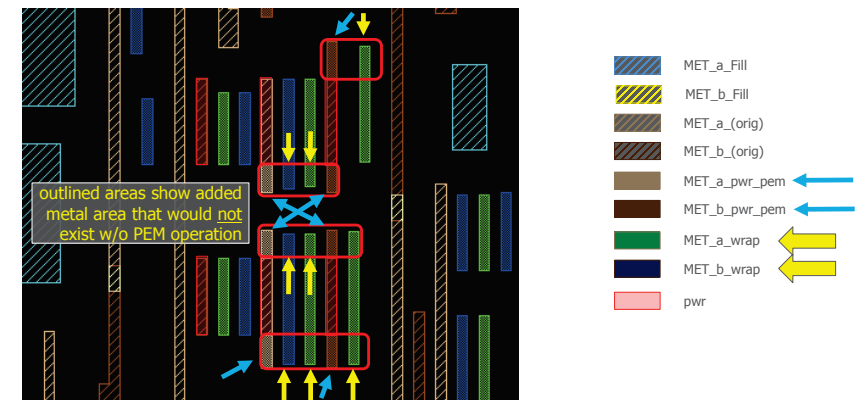 outlined areas show added
metal area that would not
exist w/o PEM operation
MET_a_Fill
MET_b_Fill
MET_a_(orig)
MET_b_(orig)
MET_a_pwr_pem
MET_b_pwr_pem
MET_a_wrap
MET_b_wrap
pwr